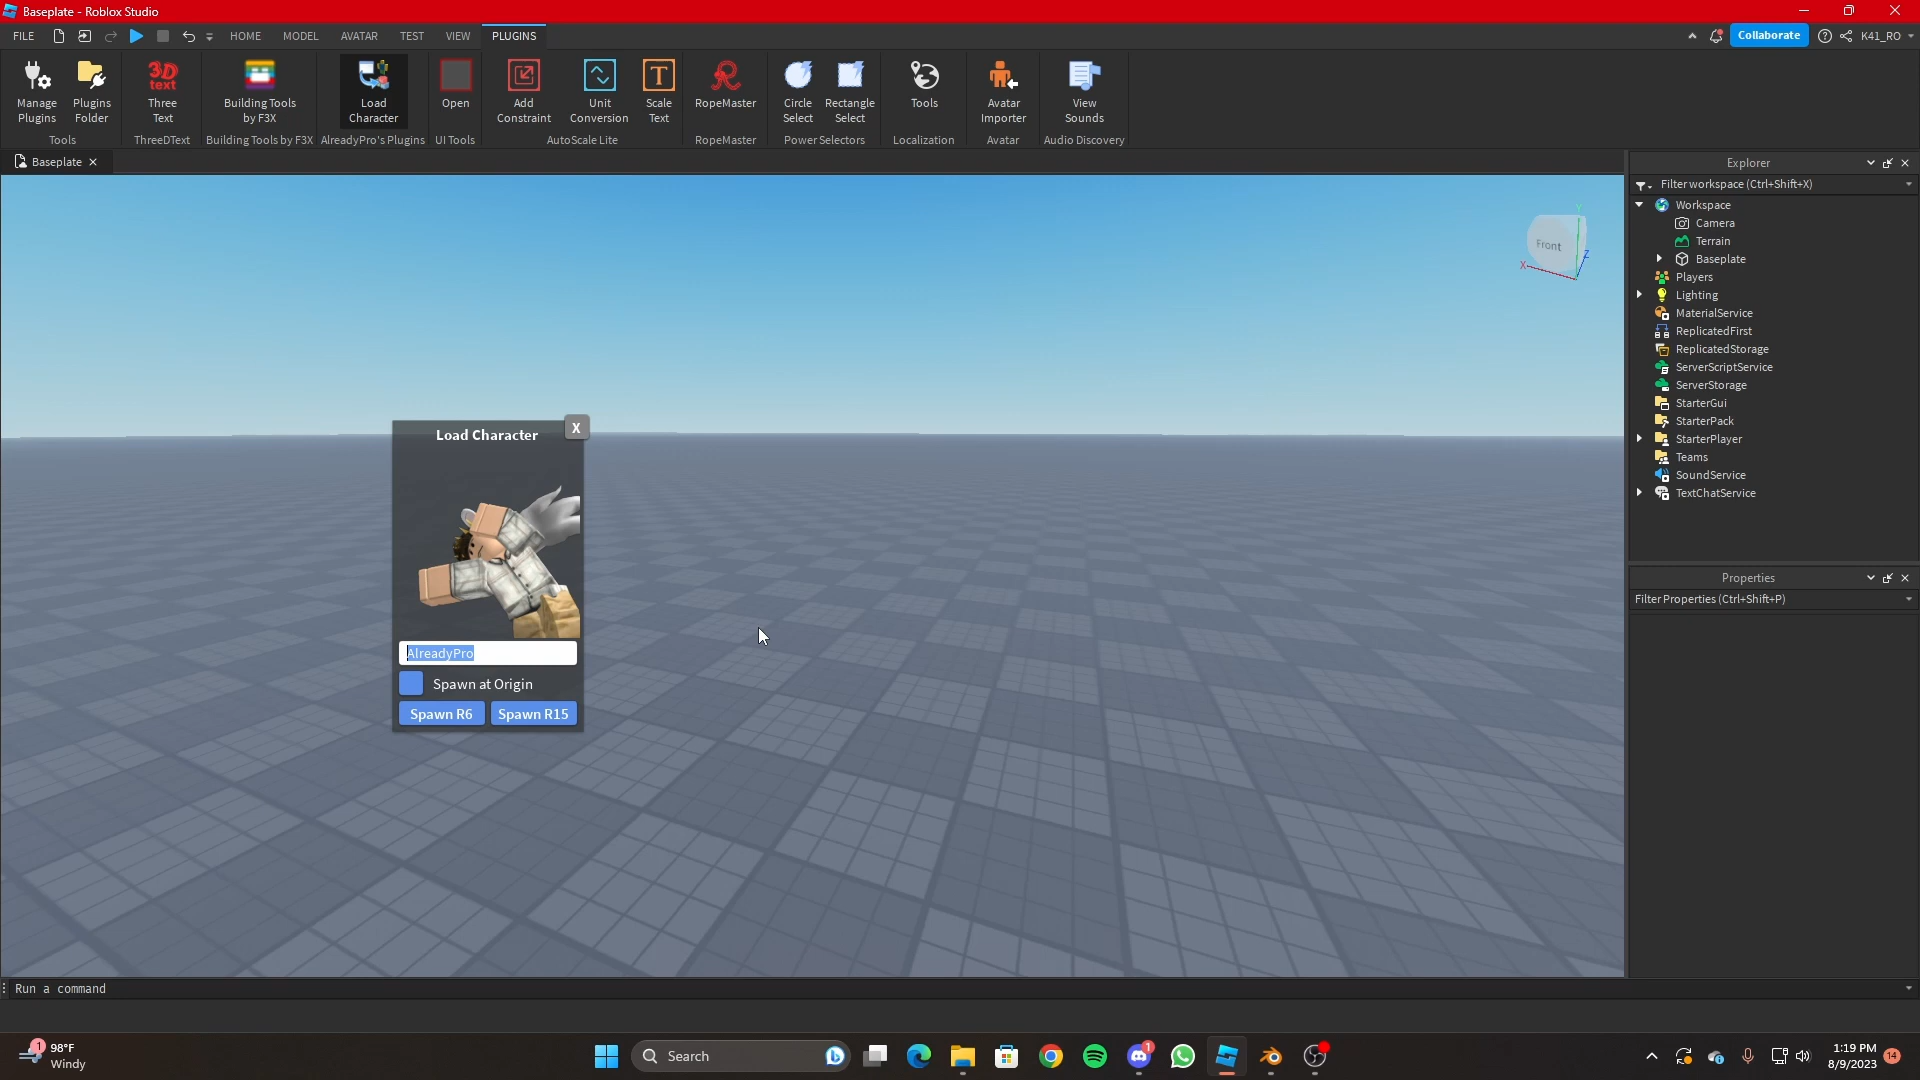 Baseplate - Roblox Studio
FILE
HOME
MODEL
AVATAR
TEST
VIEW
PLUGINS
Collaborate
K41_RO
Manage
Plugins
Plugins
Folder
Tools
3D
text
Three
Text
ThreeDText
Building Tools
by F3X
Building Tools by F3X
Load
Character
AlreadyPro's Plugins
Open
UI Tools
Add
Constraint
Unit
Conversion
T
Scale
Text
AutoScale Lite
RopeMaster
RopeMaster
Circle
Select
Rectangle
Select
Power Selectors
Tools
Localization
Avatar
Importer
Avatar
View
Sounds
Audio Discovery
Baseplate
Front
X
Y
Z
Load Character
X
AlreadyPro
Spawn at Origin
Spawn R6
Spawn R15
Explorer
Filter workspace (Ctrl+Shift+X)
Workspace
Camera
Terrain
Baseplate
Players
Lighting
MaterialService
ReplicatedFirst
ReplicatedStorage
ServerScriptService
ServerStorage
StarterGui
StarterPack
StarterPlayer
Teams
SoundService
TextChatService
Properties
Filter Properties (Ctrl+Shift+P)
Run a command
1
98°F
Windy
Search
1
1:19 PM
8/9/2023
14